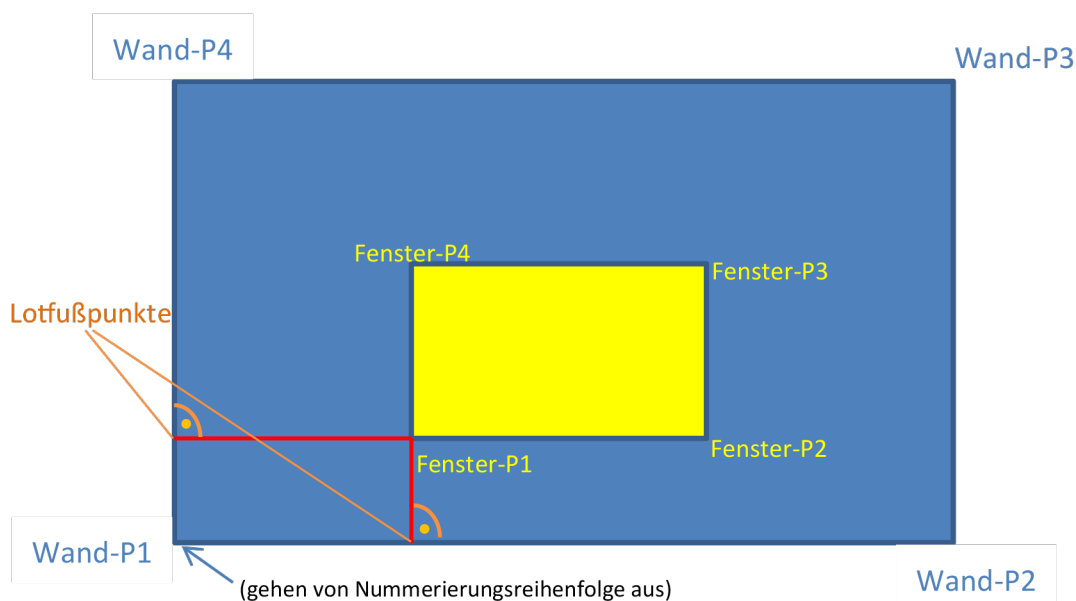 Wand-P4
Wand-P3
Fenster-P4
Fenster-P3
Lotfußpunkte
Fenster-P2
Fenster-P1
Wand-P1
Wand-P2
(gehen von Nummerierungsreihenfolge aus)